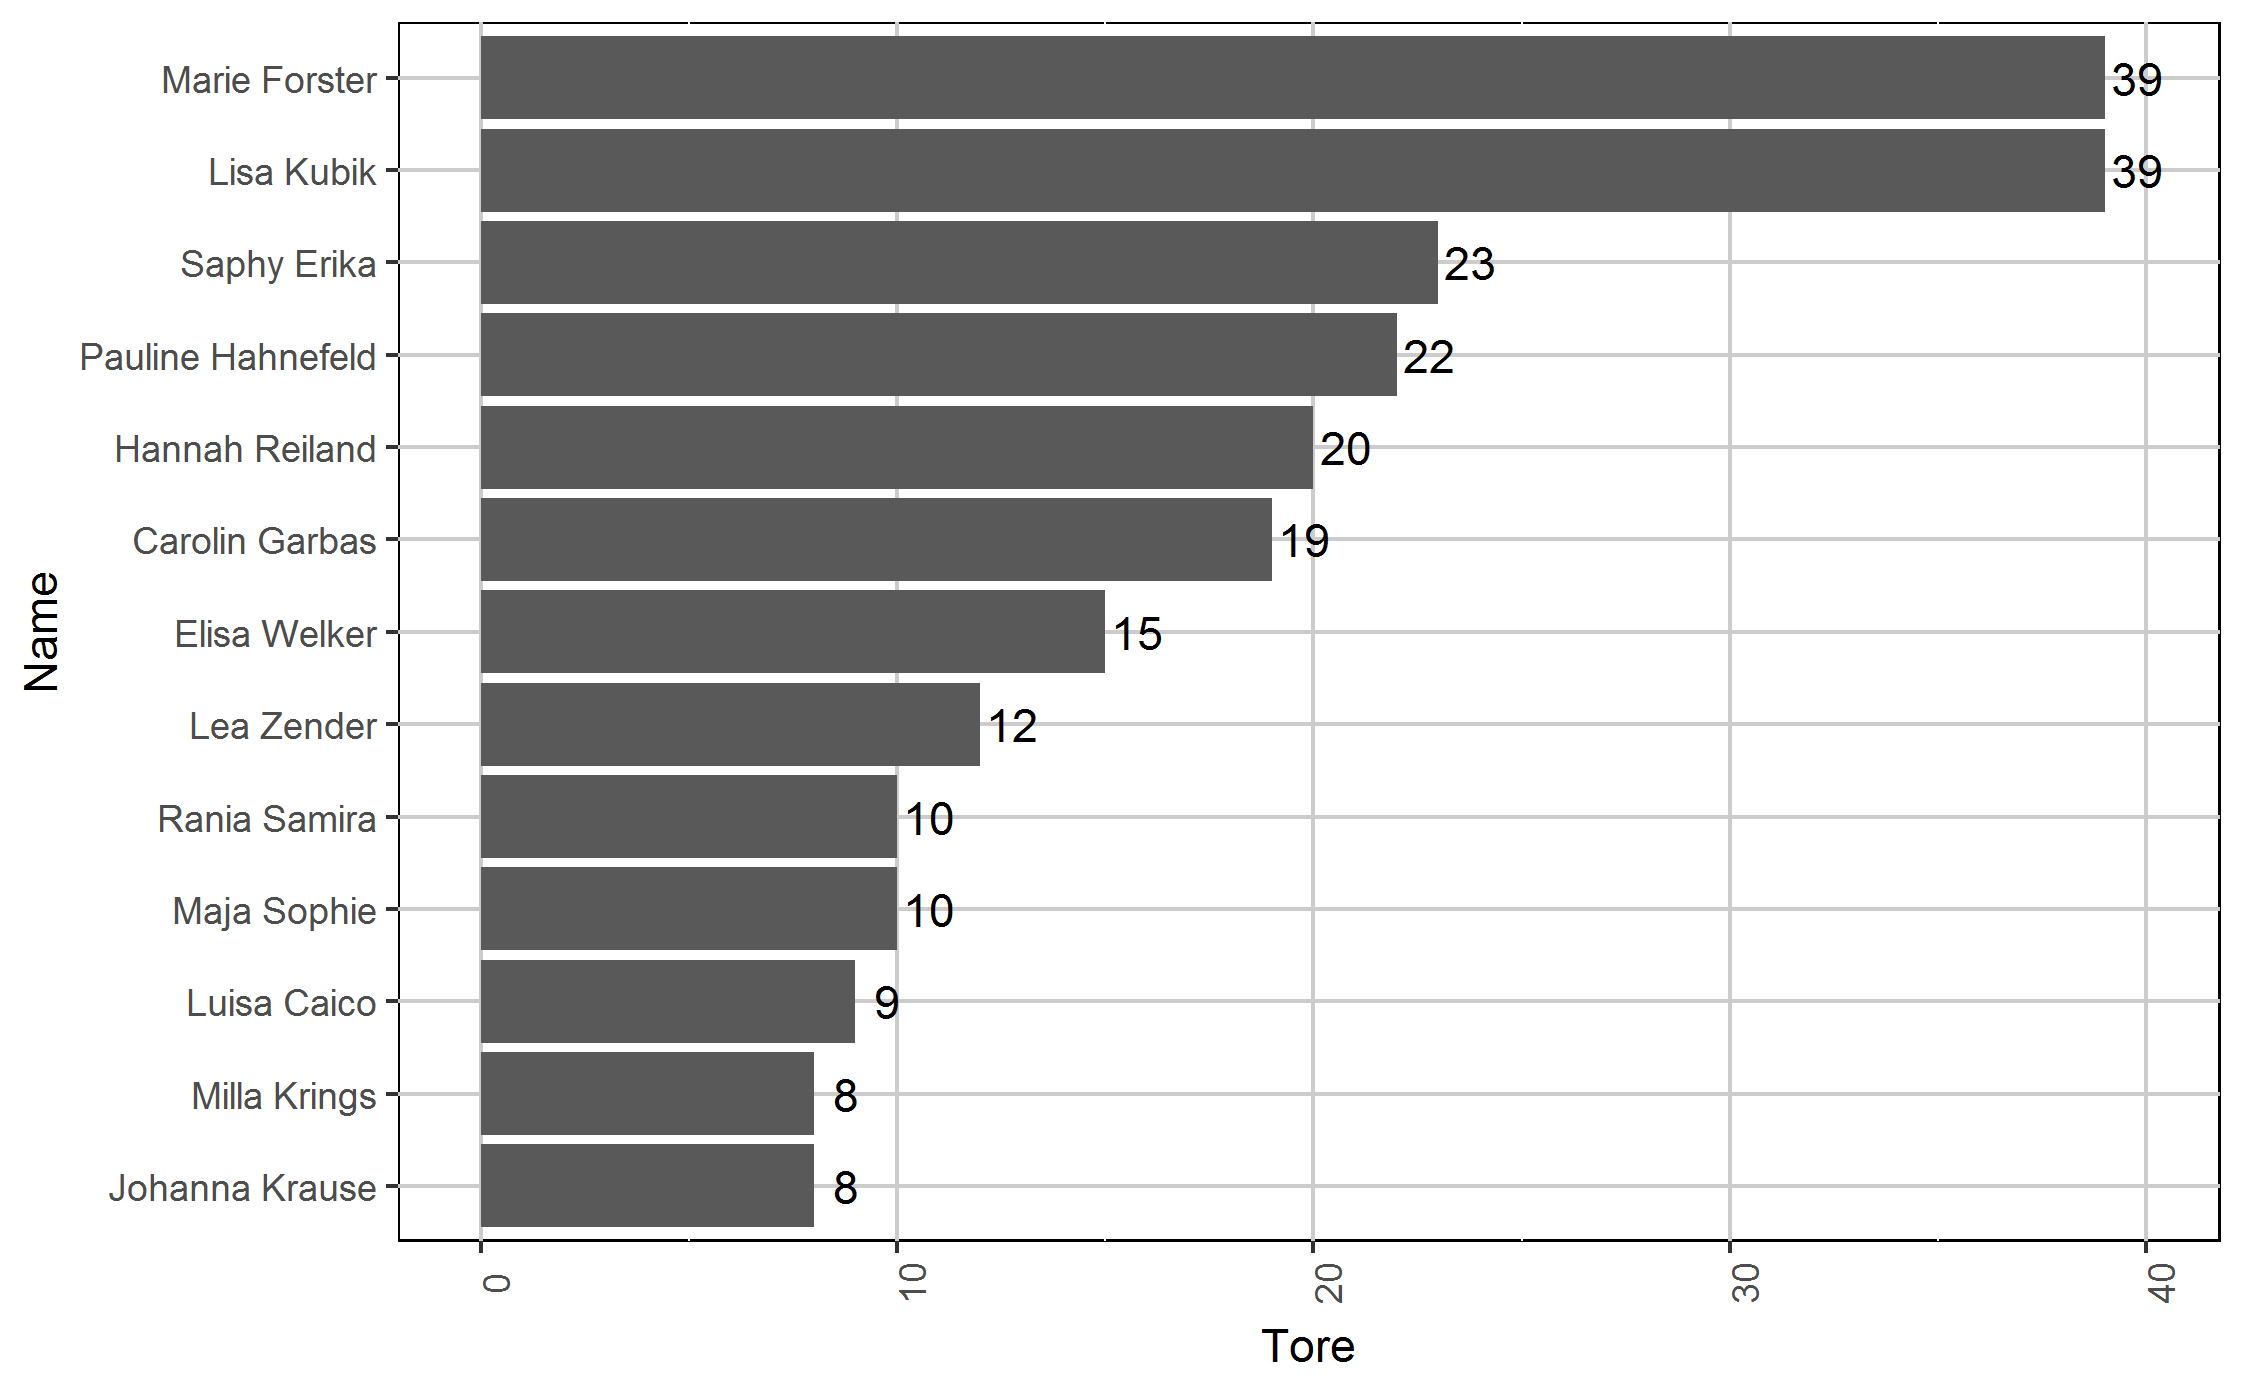 Marie Forster 39
Lisa Kubik 39
Saphy Erika 23
Pauline Hahnefeld 22
Hannah Reiland 20
Carolin Garbas 19
Elisa Welker 15
Lea Zender 12
Rania Samira 10
Maja Sophie 10
Luisa Caico 9
Milla Krings 8
Johanna Krause 8
Name
0 10 20 30 40
Tore